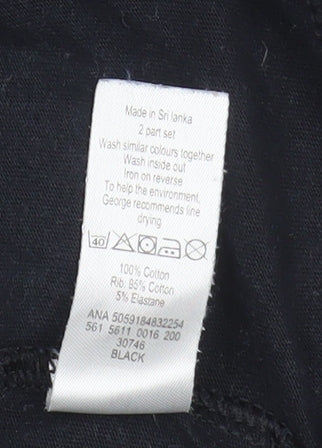 Made in Sri lanka
2 part set
Wash similar colours together
Wash inside out
Iron on reverse
To help the environment,
George recommends line
drying
40
100% Cotton
Rib: 95% Cotton
5% Elastane
ANA 5059184832254
561 5611 0016 200
30746
BLACK